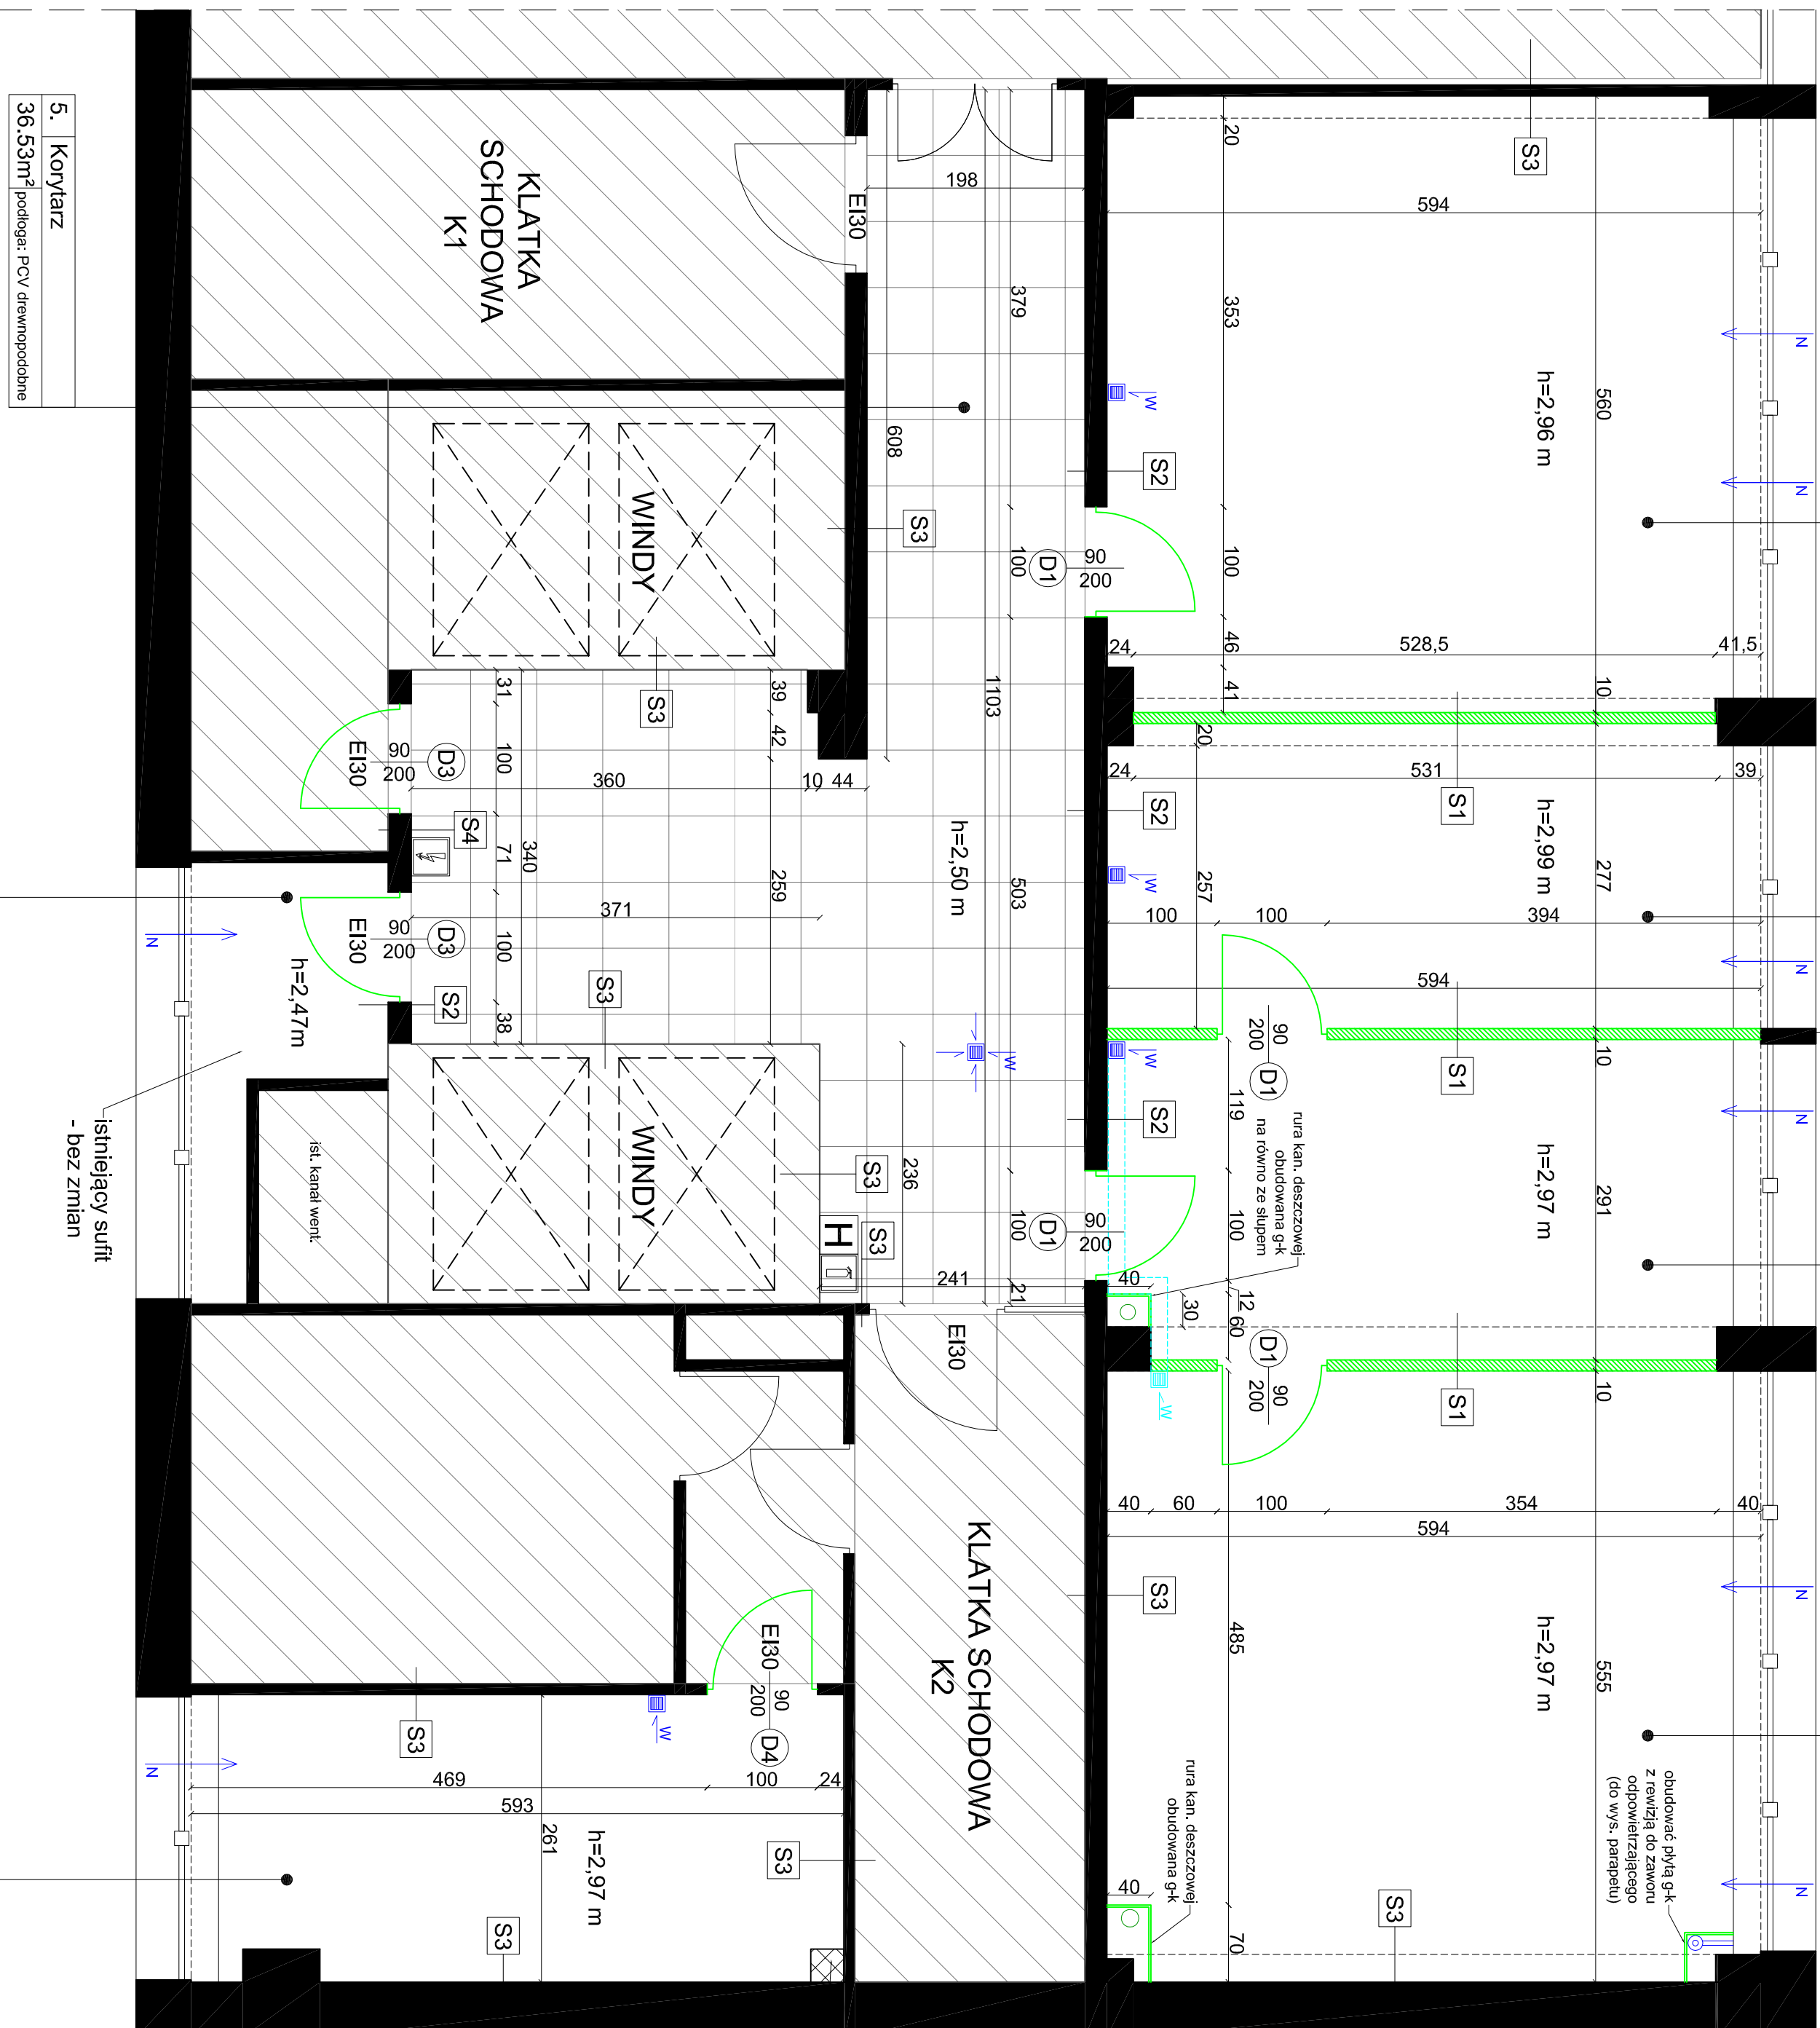 S3
20
594
353
560
h=2,96 m
N
N
W
S2
100
46
41
24
528,5
41,5
10
D1
90
200
20
24
531
39
S1
S2
h=2,99 m
277
257
W
100
100
394
594
N
90
200
D1
S1
10
W
119
rura kan. deszczowej
obudowana g-k
na równo ze słupem
h=2,97 m
291
N
S2
100
D1
90
200
40
30
12
60
D1
90
200
S1
10
W
40
60
100
354
40
594
N
S3
485
h=2,97 m
555
rura kan. deszczowej
obudowana g-k
40
70
S3
obudować płytą g-k
z rewizją do zaworu
odpowietrzającego
(do wys. parapetu)
N
198
EI30
379
608
1103
KLATKA
SCHODOWA
K1
WINDY
S3
S3
100
31
100
71
100
38
39
42
259
340
360
10
44
371
h=2,50 m
503
D3
90
200
EI30
S4
D3
90
200
EI30
S2
N
h=2,47m
S3
W
236
S3
WINDY
S3
H
241
21
ist. kanał went.
istniejący sufit
- bez zmian
EI30
KLATKA SCHODOWA
K2
EI30
90
200
D4
S3
W
N
469
100
24
593
261
h=2,97 m
S3
S3
5. Korytarz
36.53m² podłoga: PCV drewnopodobne